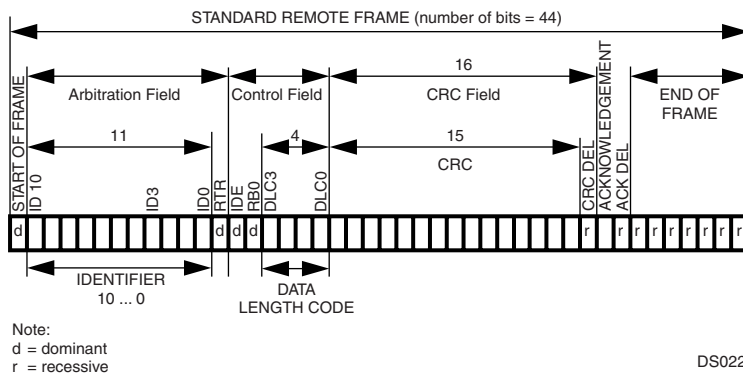 STANDARD REMOTE FRAME (number of bits = 44)
16
Arbitration Field
Control Field
CRC Field
END OF
FRAME
11
4
15
CRC
START OF FRAME
ID 10
ID3
ID0
RTR
IDE
RB0
DLC3
DLC0
CRC DEL
ACKNOWLEDGEMENT
ACK DEL
d d d d r r r r r r r r r
IDENTIFIER
10 ... 0
DATA
LENGTH CODE
Note:
d = dominant
r = recessive
DS022